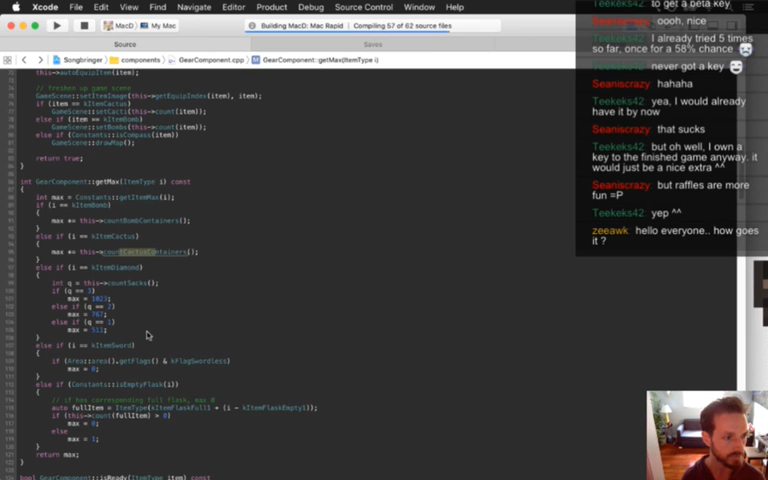 Xcode File Edit View Find Navigate Editor Product Debug Source Control Window Help
MacD My Mac
Building MacD: Mac Rapid Compiling 57 of 62 source files
Source Saves
Songbringer components GearComponent.cpp GearComponent::getMax(ItemType i)
this->autoEquipItem(item);
// freshen up game scene
GameScene::setItemImage(this->getEquipIndex(item), item);
if (item == kItemCactus)
GameScene::setCacti(this->count(item));
else if (item == kItemBomb)
GameScene::setBombs(this->count(item));
else if (Constants::isCompass(item))
GameScene::drawMap();
return true;
}
int GearComponent::getMax(ItemType i) const
{
int max = Constants::getItemMax(i);
if (i == kItemBomb)
{
max *= this->countBombContainers();
}
else if (i == kItemCactus)
{
max *= this->countCactusContainers();
}
else if (i == kItemDiamond)
{
int q = this->countSacks();
if (q == 3)
max = 1023;
else if (q == 2)
max = 767;
else if (q == 1)
max = 511;
}
else if (i == kItemSword)
{
if (Area::area().getFlags() & kFlagSwordless)
max = 0;
}
else if (Constants::isEmptyFlask(i))
{
// if has corresponding full flask, max 0
auto fullItem = ItemType(kItemFlaskFull1 + (i - kItemFlaskEmpty1));
if (this->count(fullItem) > 0)
max = 0;
else
max = 1;
}
return max;
}
bool GearComponent::isReady(ItemType item) const
Teekeks42: to get a beta key
Seaniscrazy: oooh, nice
Teekeks42: I already tried 5 times
so far, once for a 58% chance
Teekeks42: never got a key
Seaniscrazy: hahaha
Teekeks42: yea, I would already
have it by now
Seaniscrazy: that sucks
Teekeks42: but oh well, I own a
key to the finished game anyway. it
would just be a nice extra ^^
Seaniscrazy: but raffles are more
fun =P
Teekeks42: yep ^^
zeeawk: hello everyone.. how goes
it ?